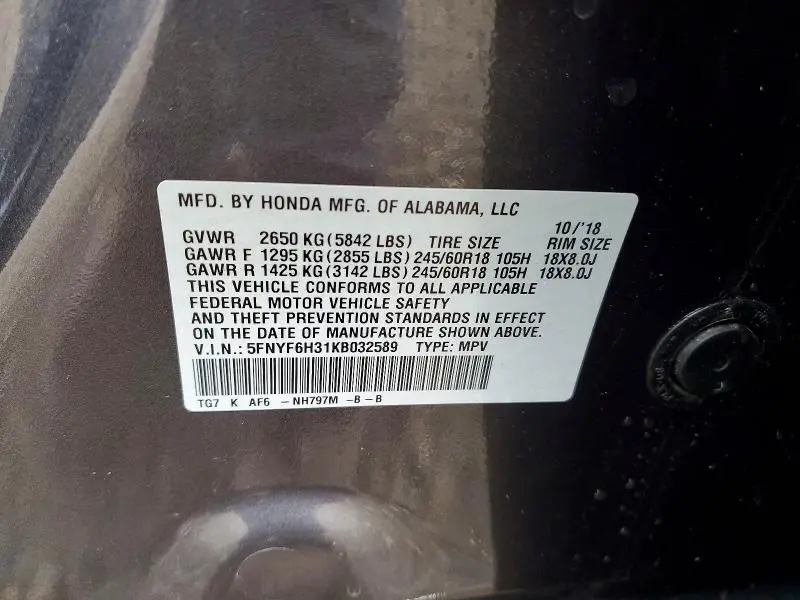 MFD. BY HONDA MFG. OF ALABAMA, LLC
10/'18
GVWR 2650 KG(5842 LBS) TIRE SIZE RIM SIZE
GAWR F 1295 KG(2855 LBS)245/60R18 105H 18X8.0J
GAWR R 1425 KG(3142 LBS)245/60R18 105H 18X8.0J
THIS VEHICLE CONFORMS TO ALL APPLICABLE
FEDERAL MOTOR VEHICLE SAFETY
AND THEFT PREVENTION STANDARDS IN EFFECT
ON THE DATE OF MANUFACTURE SHOWN ABOVE.
V.I.N.: 5FNYF6H31KB032589 TYPE: MPV
TG7 K AF6 - NH797M -B - B